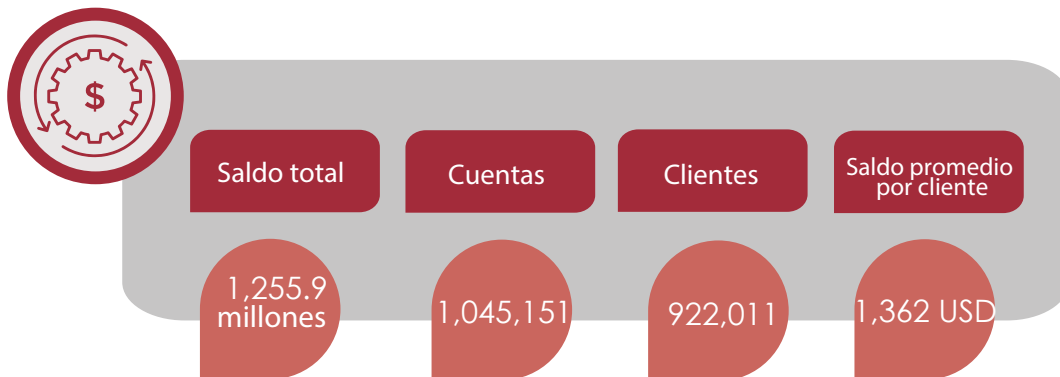 $
Saldo total
Cuentas
Clientes
Saldo promedio
por cliente
1,255.9
millones
1,045,151
922,011
1,362 USD